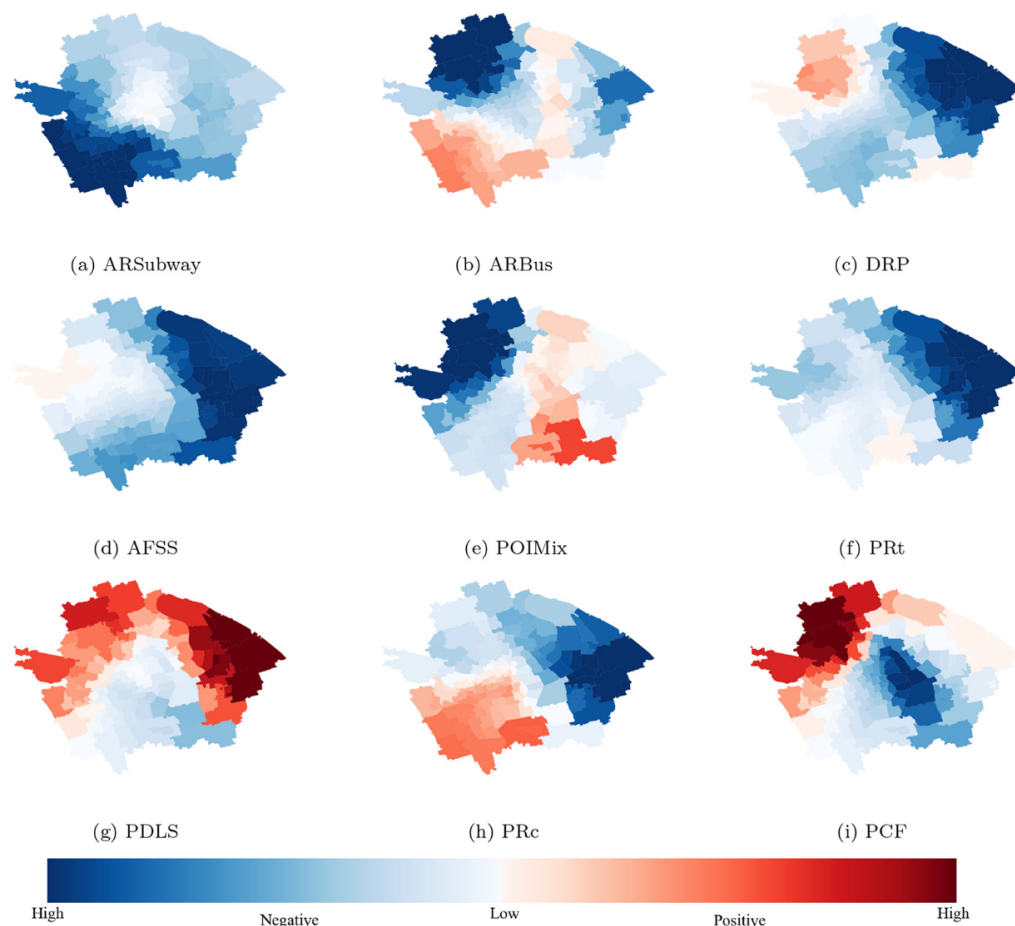 (a) ARSubway
(b) ARBus
(c) DRP
(d) AFSS
(e) POIMix
(f) PRt
(g) PDLS
(h) PRc
(i) PCF
High
Negative
Low
Positive
High